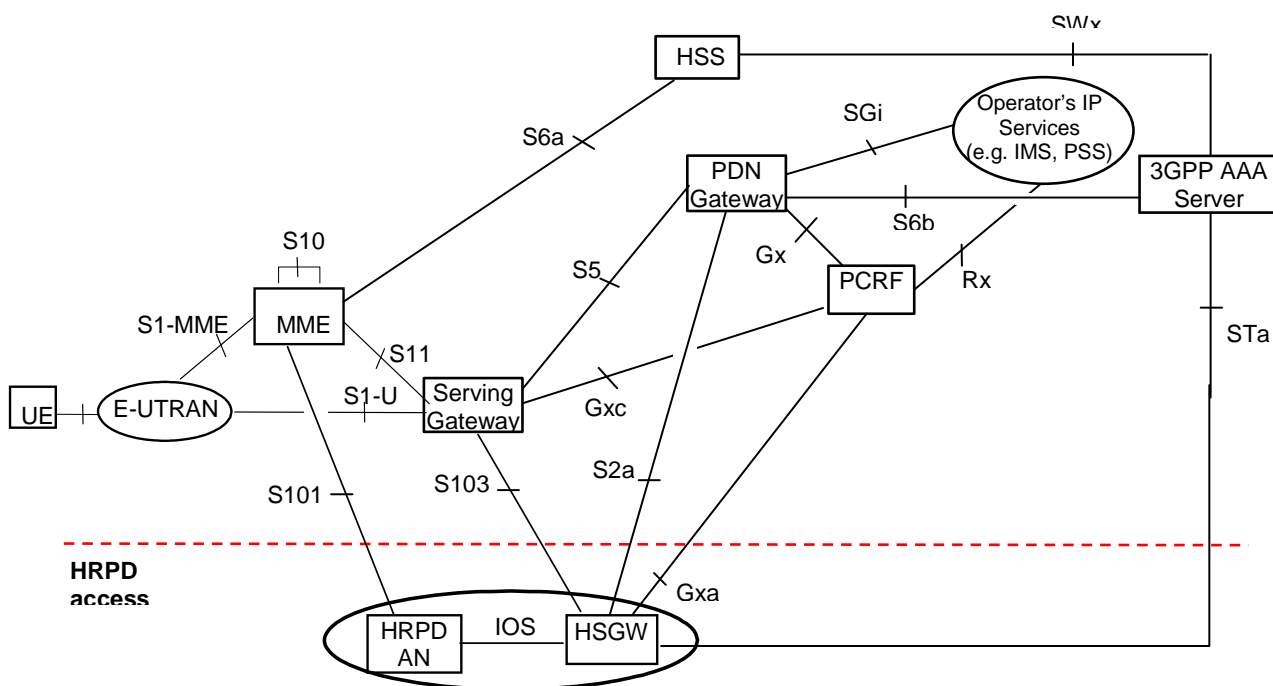 SWx
HSS
Operator's IP
Services
(e.g. IMS, PSS)
SGi
S6a
PDN
Gateway
3GPP AAA
Server
S6b
S10
Gx
S5
PCRF
Rx
S1-MME
MME
STa
S11
S1-U
Serving
Gateway
Gxc
UE
E-UTRAN
S101
S103
S2a
HRPD
access
Gxa
HRPD
AN
IOS
HSGW